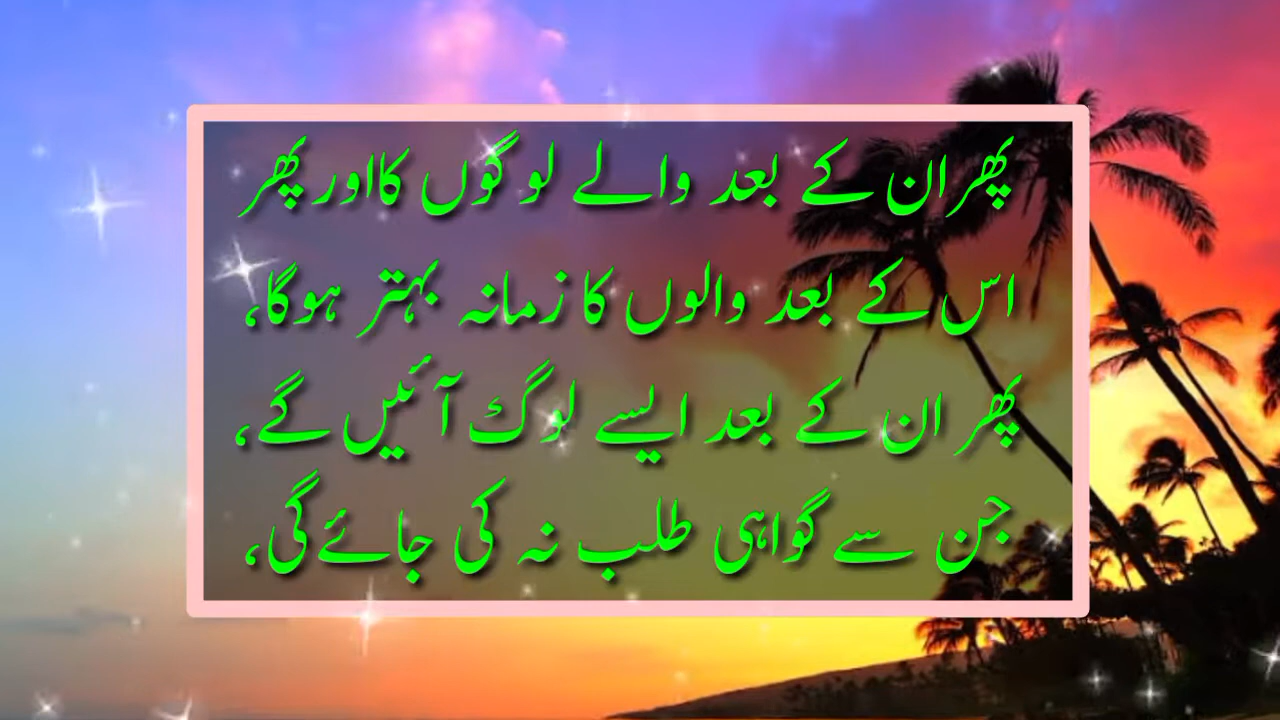 پھر ان کے بعد والے لوگوں کا اور پھر
اس کے بعد والوں کا زمانہ بہتر ہوگا،
پھر ان کے بعد ایسے لوگ آئیں گے،
جن سے گواہی طلب نہ کی جائے گی،